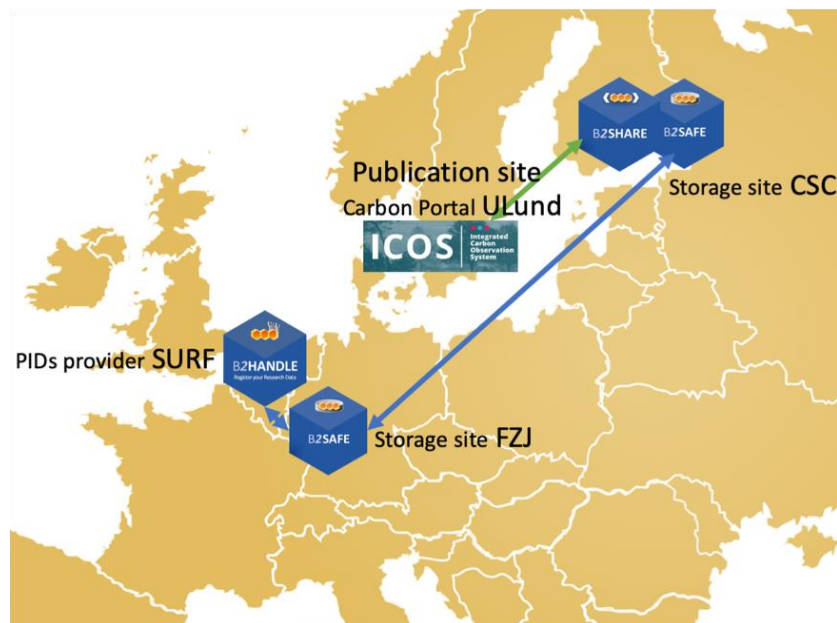 B2SHARE
B2SAFE
Publication site
Carbon Portal ULund
Storage site CSC
ICOS
Integrated
Carbon
Observation
System
PIDs provider SURF
B2HANDLE
Register your Research Data
B2SAFE
Storage site FZJ